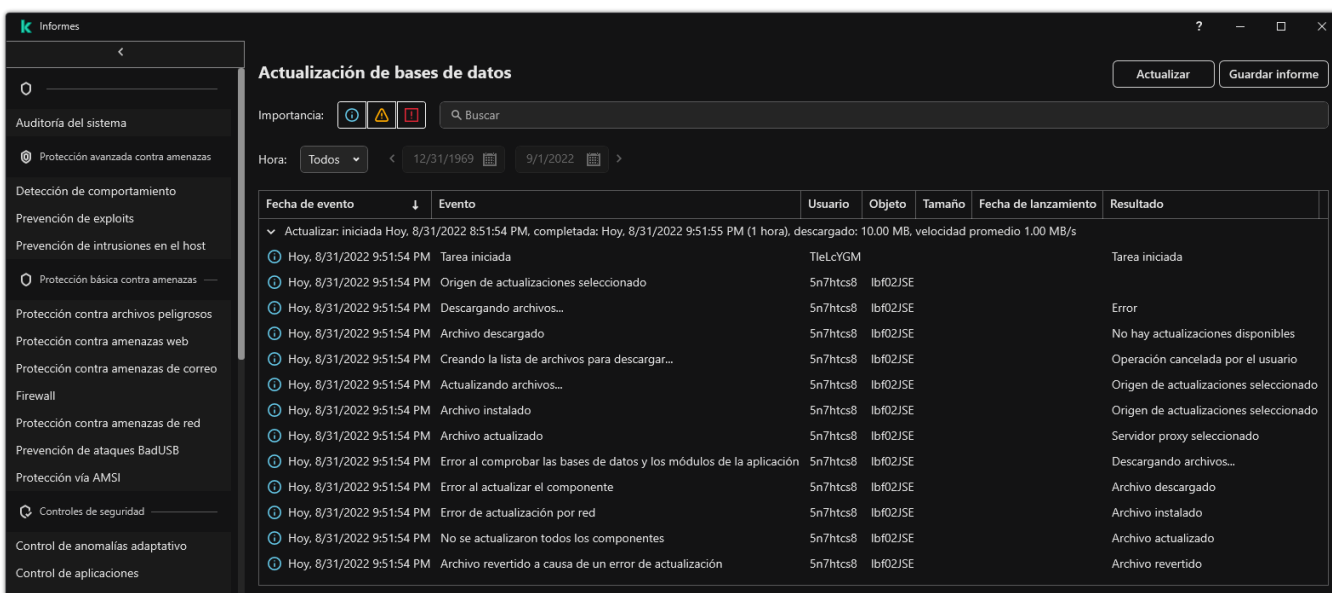 Informes
?
Auditoría del sistema
Protección avanzada contra amenazas
Detección de comportamiento
Prevención de exploits
Prevención de intrusiones en el host
Protección básica contra amenazas
Protección contra archivos peligrosos
Protección contra amenazas web
Protección contra amenazas de correo
Firewall
Protección contra amenazas de red
Prevención de ataques BadUSB
Protección vía AMSI
Controles de seguridad
Control de anomalías adaptativo
Control de aplicaciones
Actualización de bases de datos
Actualizar Guardar informe
Importancia: Buscar
Hora: Todos 12/31/1969 9/1/2022
Fecha de evento Evento Usuario Objeto Tamaño Fecha de lanzamiento Resultado
Actualizar: iniciada Hoy, 8/31/2022 8:51:54 PM, completada: Hoy, 8/31/2022 9:51:55 PM (1 hora), descargado: 10.00 MB, velocidad promedio 1.00 MB/s
Hoy, 8/31/2022 9:51:54 PM Tarea iniciada TleLcYGM Tarea iniciada
Hoy, 8/31/2022 9:51:54 PM Origen de actualizaciones seleccionado 5n7htcs8 lbf02JSE
Hoy, 8/31/2022 9:51:54 PM Descargando archivos... 5n7htcs8 lbf02JSE Error
Hoy, 8/31/2022 9:51:54 PM Archivo descargado 5n7htcs8 lbf02JSE No hay actualizaciones disponibles
Hoy, 8/31/2022 9:51:54 PM Creando la lista de archivos para descargar... 5n7htcs8 lbf02JSE Operación cancelada por el usuario
Hoy, 8/31/2022 9:51:54 PM Actualizando archivos... 5n7htcs8 lbf02JSE Origen de actualizaciones seleccionado
Hoy, 8/31/2022 9:51:54 PM Archivo instalado 5n7htcs8 lbf02JSE Origen de actualizaciones seleccionado
Hoy, 8/31/2022 9:51:54 PM Archivo actualizado 5n7htcs8 lbf02JSE Servidor proxy seleccionado
Hoy, 8/31/2022 9:51:54 PM Error al comprobar las bases de datos y los módulos de la aplicación 5n7htcs8 lbf02JSE Descargando archivos...
Hoy, 8/31/2022 9:51:54 PM Error al actualizar el componente 5n7htcs8 lbf02JSE Archivo descargado
Hoy, 8/31/2022 9:51:54 PM Error de actualización por red 5n7htcs8 lbf02JSE Archivo instalado
Hoy, 8/31/2022 9:51:54 PM No se actualizaron todos los componentes 5n7htcs8 lbf02JSE Archivo actualizado
Hoy, 8/31/2022 9:51:54 PM Archivo revertido a causa de un error de actualización 5n7htcs8 lbf02JSE Archivo revertido